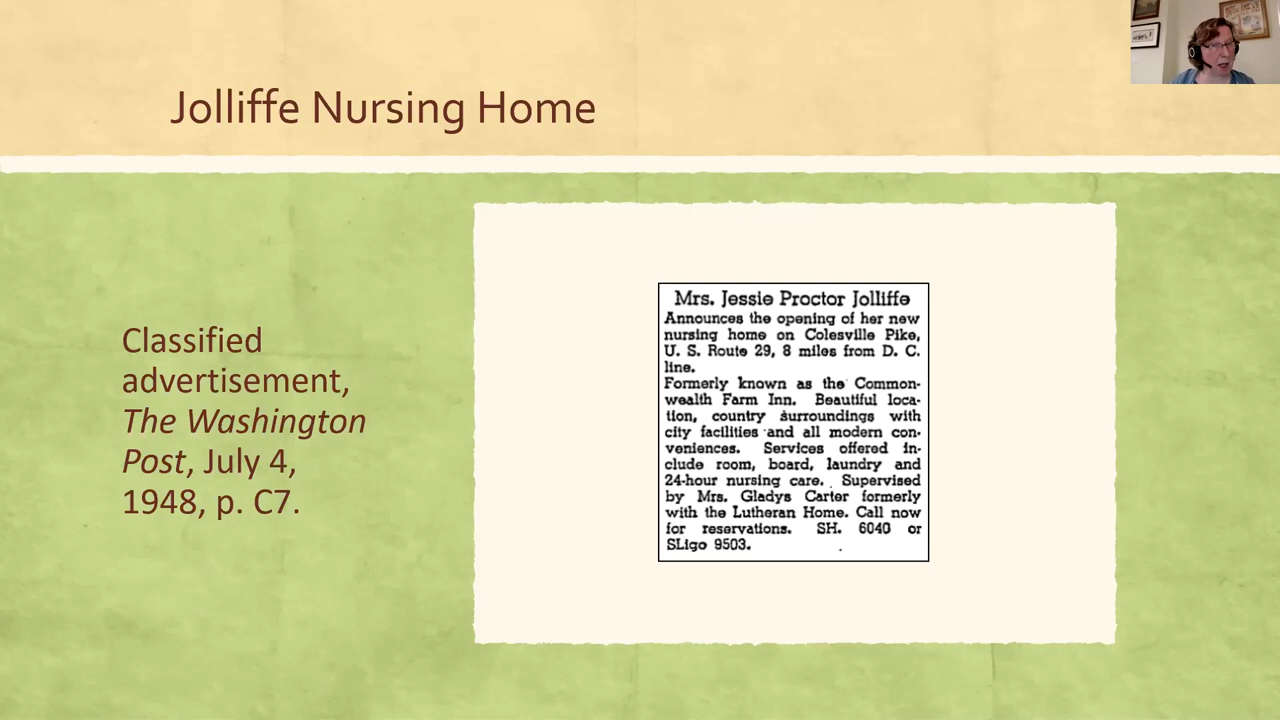 Jolliffe Nursing Home
Classified
advertisement,
The Washington
Post, July 4,
1948, p. C7.
Mrs. Jessie Proctor Jolliffe
Announces the opening of her new
nursing home on Colesville Pike,
U. S. Route 29, 8 miles from D. C.
line.
Formerly known as the Common-
wealth Farm Inn. Beautiful loca-
tion, country surroundings with
city facilities and all modern con-
veniences. Services offered in-
clude room, board, laundry and
24-hour nursing care. Supervised
by Mrs. Gladys Carter formerly
with the Lutheran Home. Call now
for reservations. SH. 6040 or
SLigo 9503.